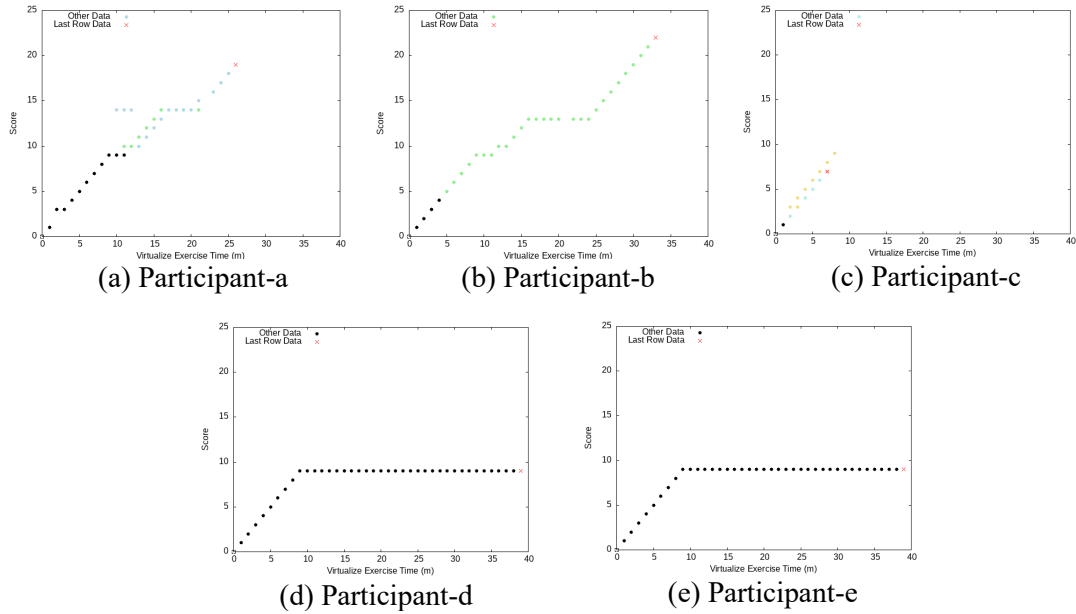 25
20
15
10
5
0
Score
Other Data
Last Row Data
0 5 10 15 20 25 30 35 40
Virtualize Exercise Time (m)
(a) Participant-a
25
20
15
10
5
0
Score
Other Data
Last Row Data
0 5 10 15 20 25 30 35 40
Virtualize Exercise Time (m)
(b) Participant-b
25
20
15
10
5
0
Score
Other Data
Last Row Data
0 5 10 15 20 25 30 35 40
Virtualize Exercise Time (m)
(c) Participant-c
25
20
15
10
5
0
Score
Other Data
Last Row Data
0 5 10 15 20 25 30 35 40
Virtualize Exercise Time (m)
(d) Participant-d
25
20
15
10
5
0
Score
Other Data
Last Row Data
0 5 10 15 20 25 30 35 40
Virtualize Exercise Time (m)
(e) Participant-e